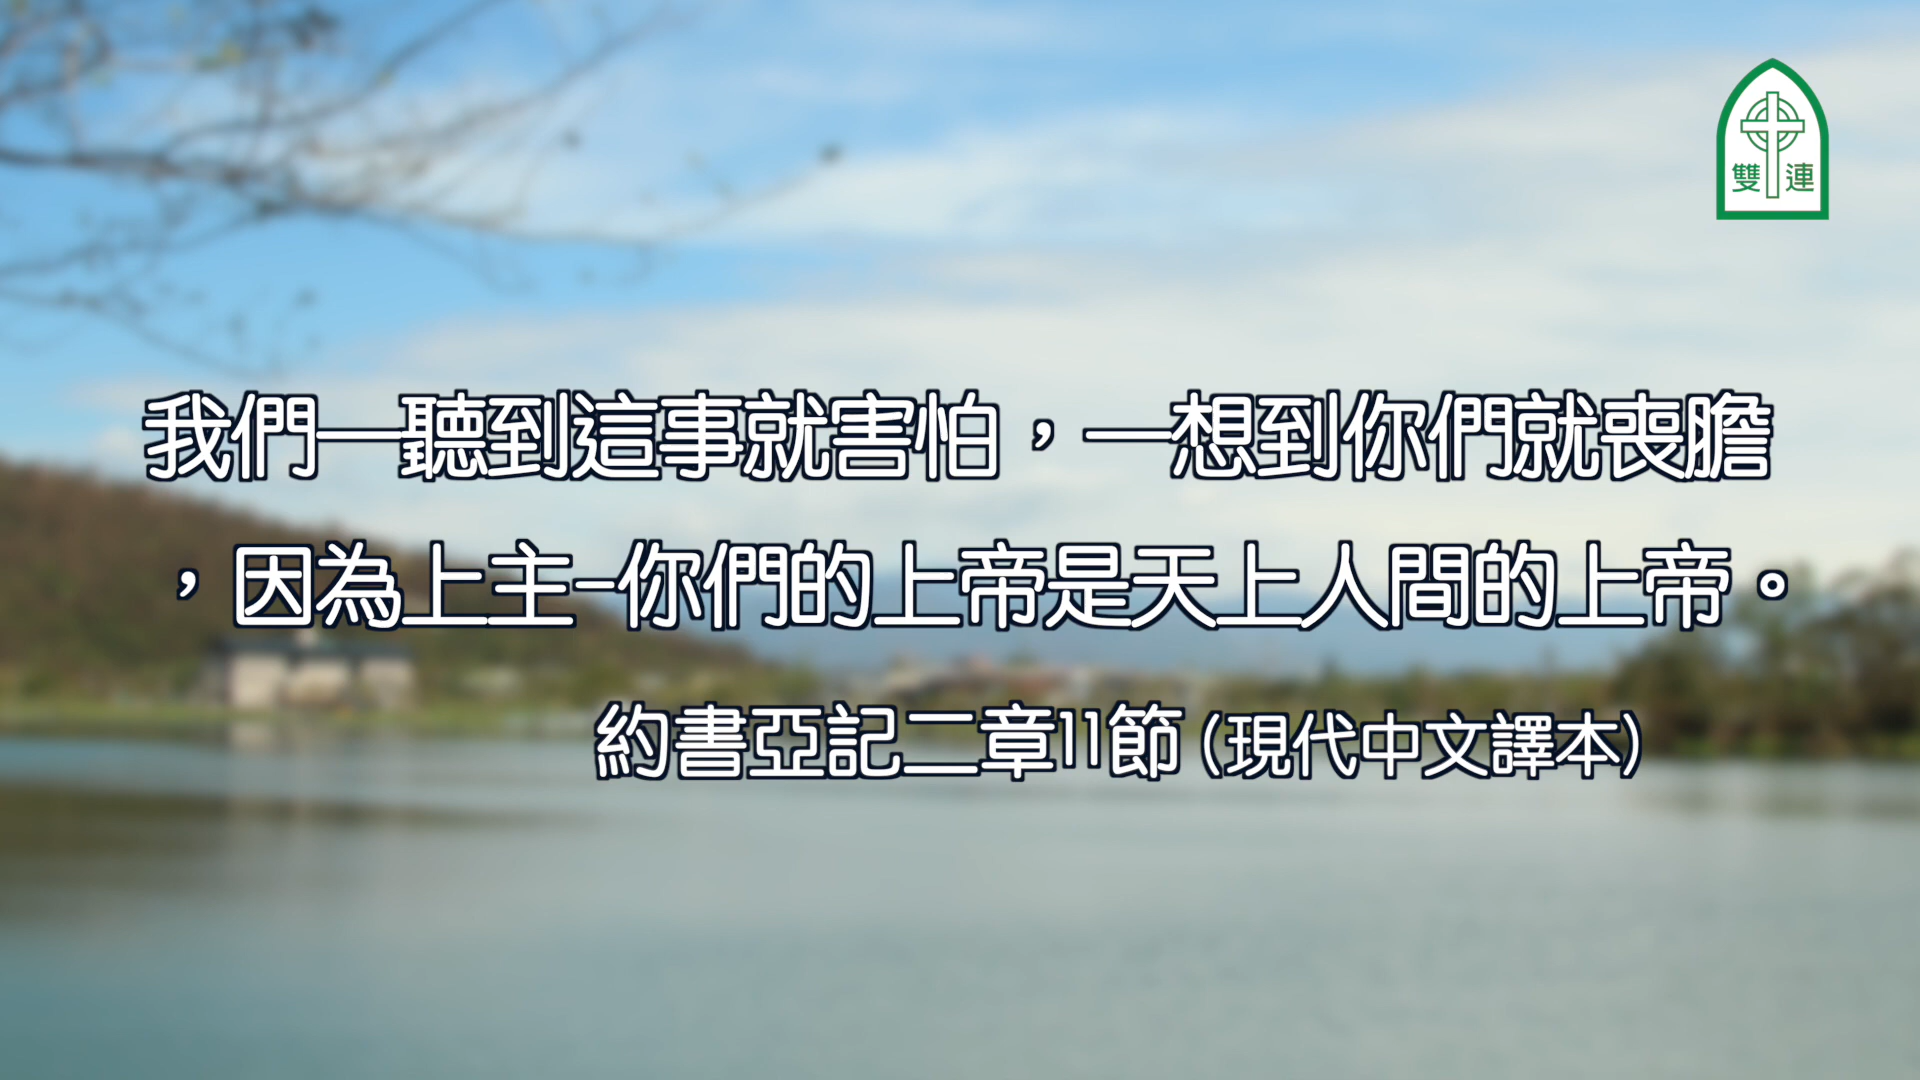 雙連
我們一聽到這事就害怕，一想到你們就喪膽
，因為上主-你們的上帝是天上人間的上帝。
約書亞記二章11節(現代中文譯本)